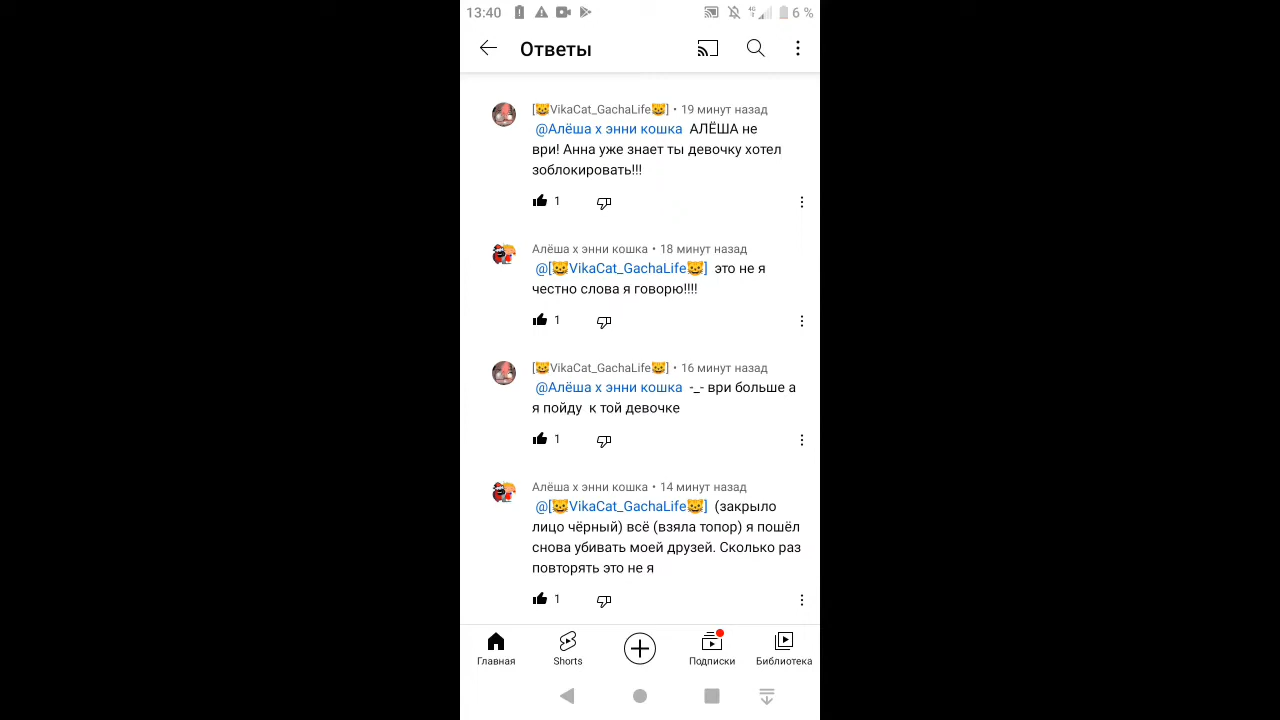 13:40 4G 6 %
Ответы
[😺VikaCat_GachaLife😺] • 19 минут назад
@Алёша х энни кошка АЛЁША не
ври! Анна уже знает ты девочку хотел
зоблокировать!!!
1
Алёша х энни кошка • 18 минут назад
@[😺VikaCat_GachaLife😺] это не я
честно слова я говорю!!!!
1
[😺VikaCat_GachaLife😺] • 16 минут назад
@Алёша х энни кошка -_- ври больше а
я пойду к той девочке
1
Алёша х энни кошка • 14 минут назад
@[😺VikaCat_GachaLife😺] (закрыло
лицо чёрный) всё (взяла топор) я пошёл
снова убивать моей друзей. Сколько раз
повторять это не я
1
Главная Shorts Подписки Библиотека